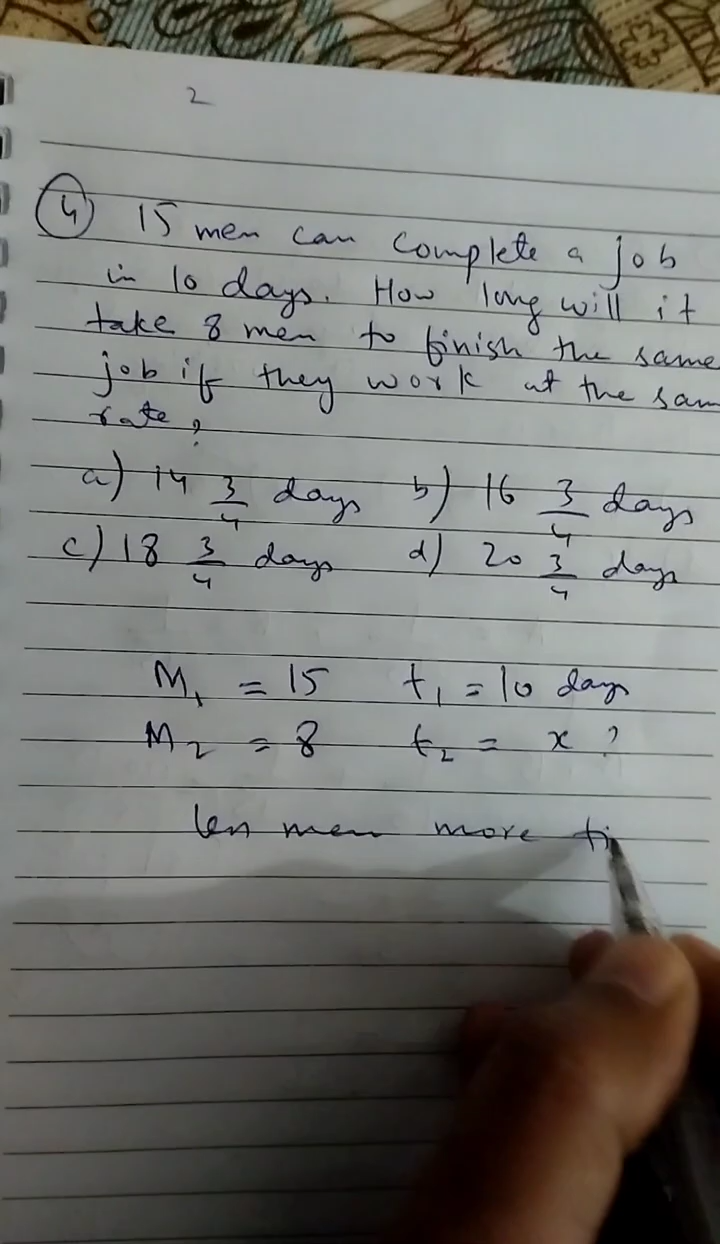 2
4 15 men can complete a job
in 10 days. How long will it
take 8 men to finish the same
job if they work at the sam
rate?
a) 14 3/4 days b) 16 3/4 days
c) 18 3/4 days d) 20 3/4 days
M1 = 15 t1 = 10 days
M2 = 8 t2 = x ?
less men more ti